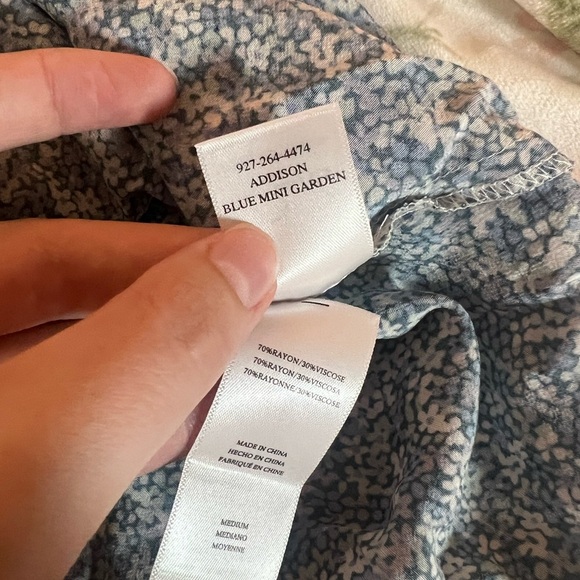 927-264-4474
ADDISON
BLUE MINI GARDEN
70%RAYON/30%VISCOSE
70%RAYON/30%VISCOSA
70%RAYONNE/30%VISCOSE
MADE IN CHINA
HECHO EN CHINA
FABRIQUÉ EN CHINE
MEDIUM
MEDIANO
MOYENNE